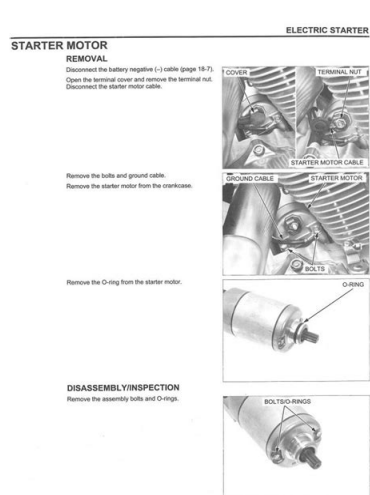 ELECTRIC STARTER
STARTER MOTOR
REMOVAL
Disconnect the battery negative (−) cable (page 18-7).
Open the terminal cover and remove the terminal nut.
Disconnect the starter motor cable.
COVER
TERMINAL NUT
STARTER MOTOR CABLE
Remove the bolts and ground cable.
Remove the starter motor from the crankcase.
GROUND CABLE
STARTER MOTOR
BOLTS
Remove the O-ring from the starter motor.
O-RING
DISASSEMBLY/INSPECTION
Remove the assembly bolts and O-rings.
BOLTS/O-RINGS